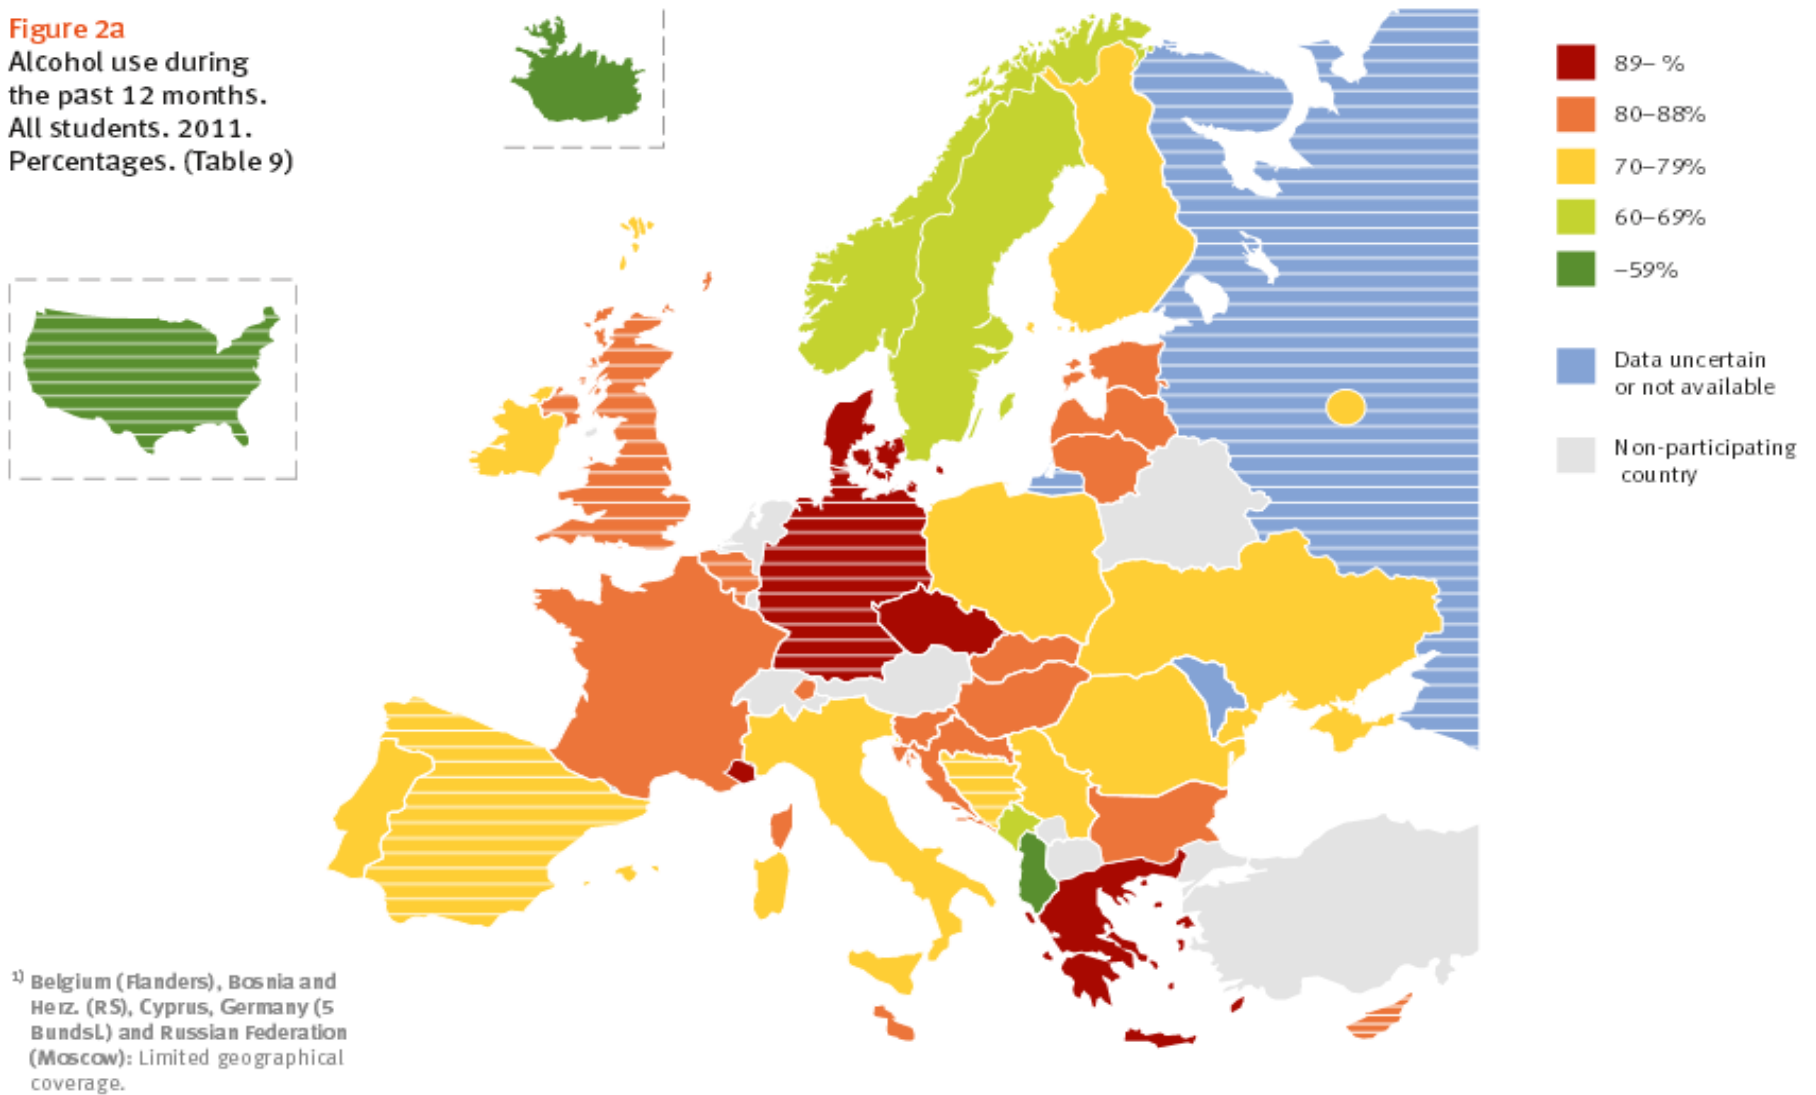 Figure 2a
Alcohol use during
the past 12 months.
All students. 2011.
Percentages. (Table 9)
89– %
80–88%
70–79%
60–69%
–59%
Data uncertain
or not available
Non-participating
country
1) Belgium (Flanders), Bosnia and
Herz. (RS), Cyprus, Germany (5
Bundsl.) and Russian Federation
(Moscow): Limited geographical
coverage.